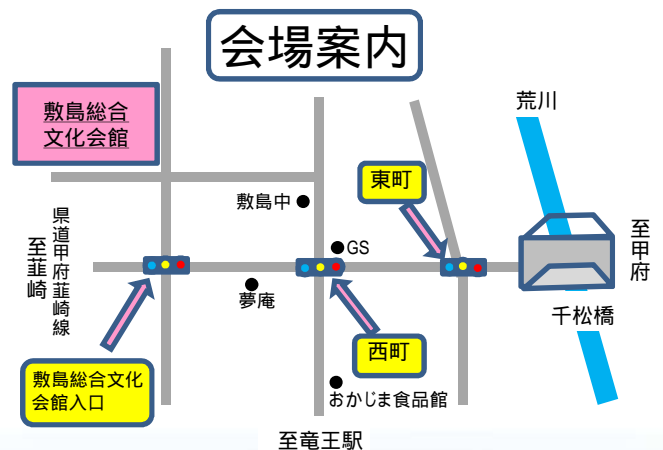 会場案内
敷島総合
文化会館
荒川
東町
敷島中
GS
県道甲府韮崎線
至韮崎
至甲府
夢庵
千松橋
西町
敷島総合文化
会館入口
おかじま食品館
至竜王駅